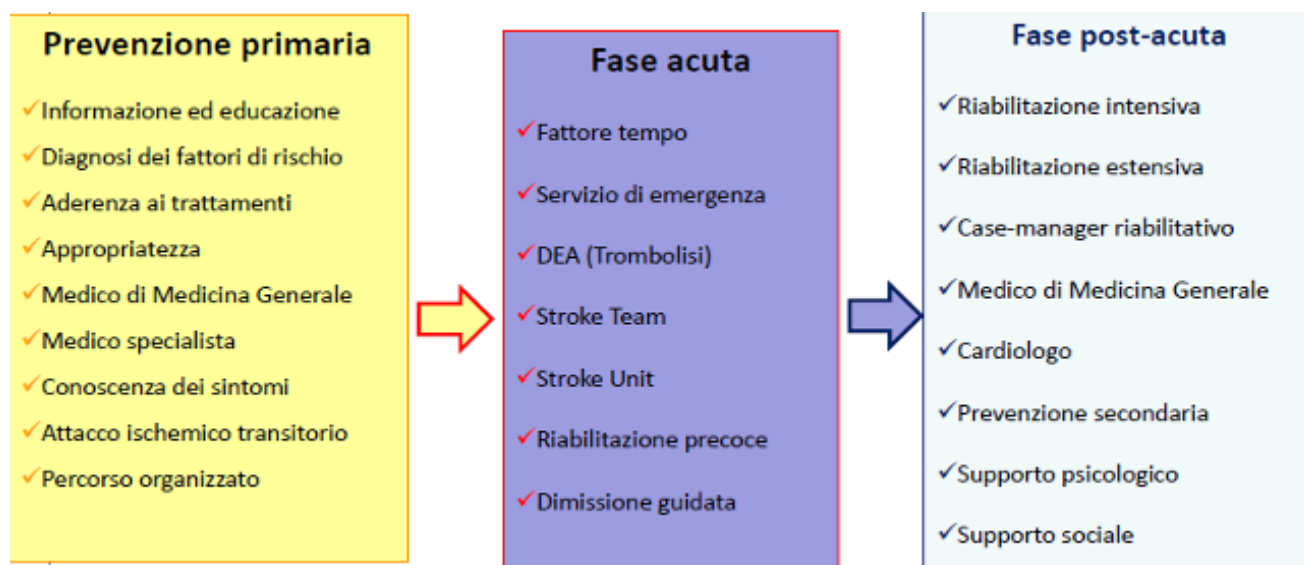 Prevenzione primaria
Informazione ed educazione
Diagnosi dei fattori di rischio
Aderenza ai trattamenti
Appropriatezza
Medico di Medicina Generale
Medico specialista
Conoscenza dei sintomi
Attacco ischemico transitorio
Percorso organizzato
Fase acuta
Fattore tempo
Servizio di emergenza
DEA (Trombolisi)
Stroke Team
Stroke Unit
Riabilitazione precoce
Dimissione guidata
Fase post-acuta
Riabilitazione intensiva
Riabilitazione estensiva
Case-manager riabilitativo
Medico di Medicina Generale
Cardiologo
Prevenzione secondaria
Supporto psicologico
Supporto sociale